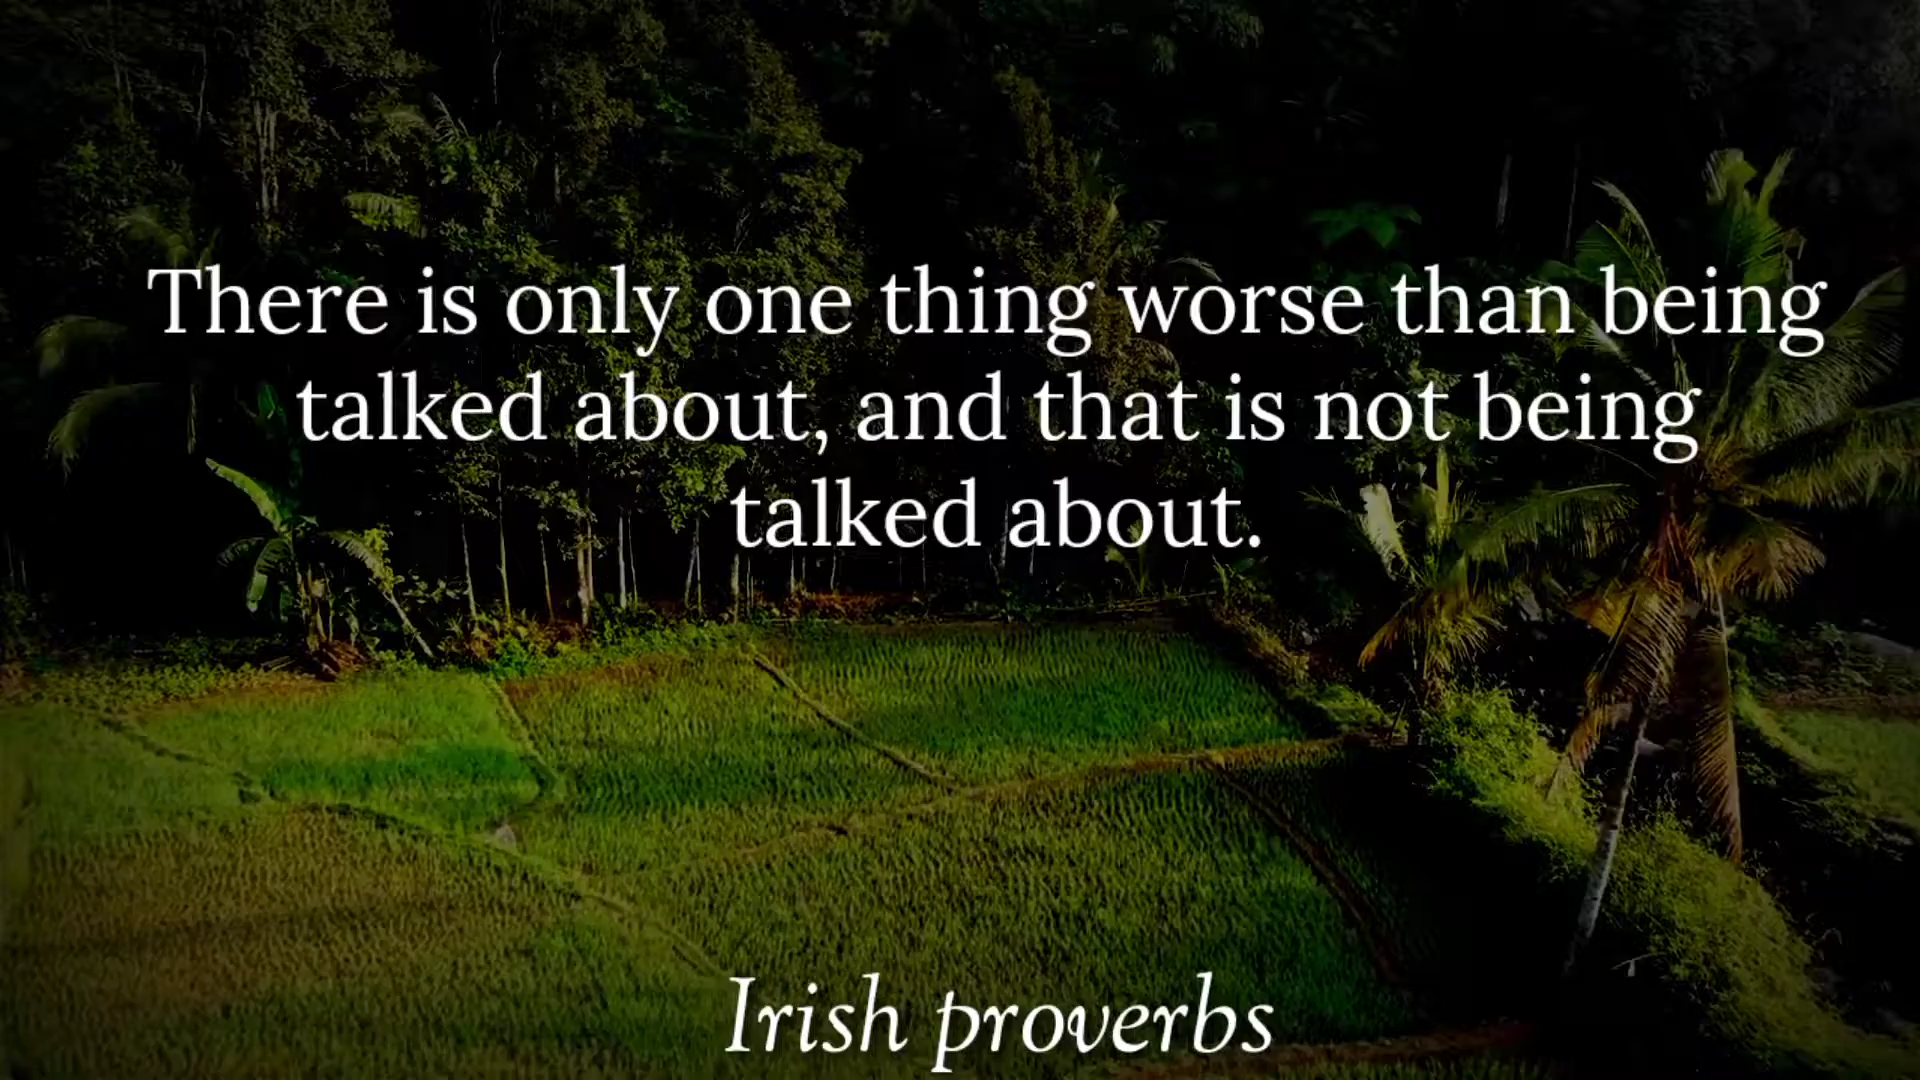 There is only one thing worse than being
talked about, and that is not being
talked about.
Irish proverbs